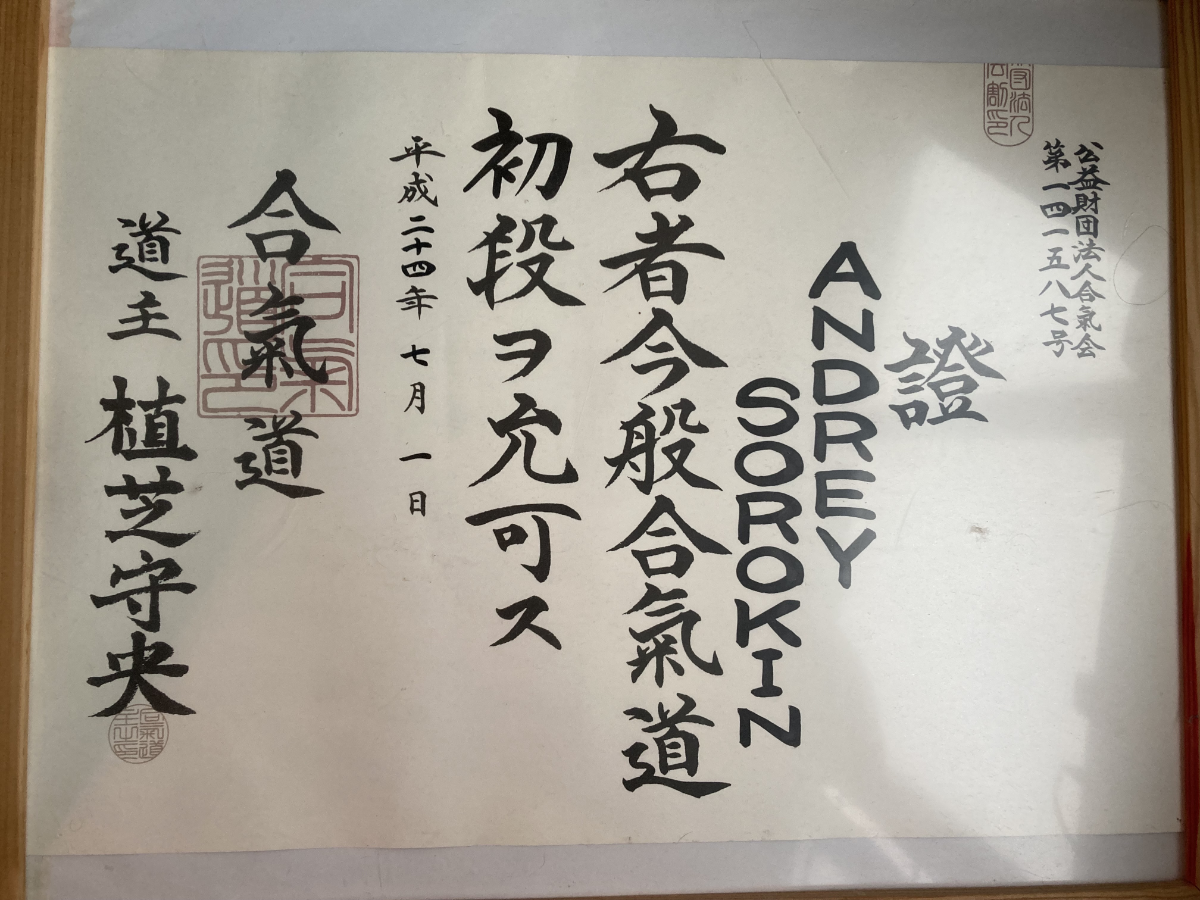 公益財団法人合氣会
第一四一五八七号
證
ANDREY
SOROKIN
右者今般合氣道
初段ヲ允可ス
平成二十四年七月一日
合氣道
道主 植芝守央